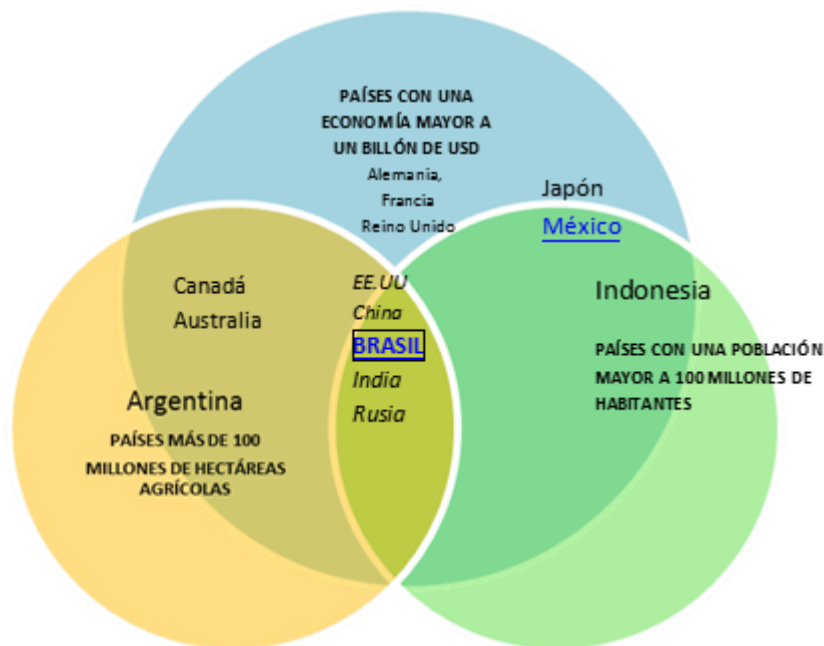 PAÍSES CON UNA
ECONOMÍA MAYOR A
UN BILLÓN DE USD
Alemania,
Francia
Reino Unido
Japón
México
Canadá
Australia
EE.UU
China
BRASIL
India
Rusia
Indonesia
PAÍSES CON UNA POBLACIÓN
MAYOR A 100 MILLONES DE
HABITANTES
Argentina
PAÍSES MÁS DE 100
MILLONES DE HECTÁREAS
AGRÍCOLAS